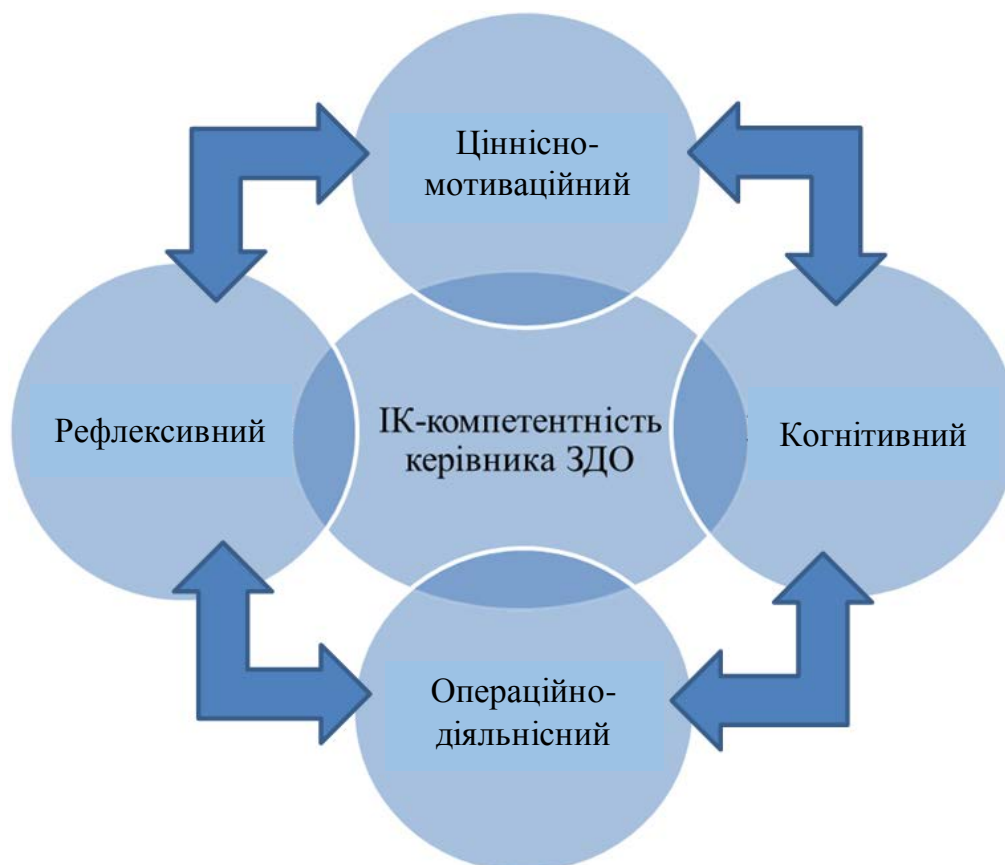 Ціннісно-
мотиваційний
Рефлексивний
ІК-компетентність
керівника ЗДО
Когнітивний
Операційно-
діяльнісний